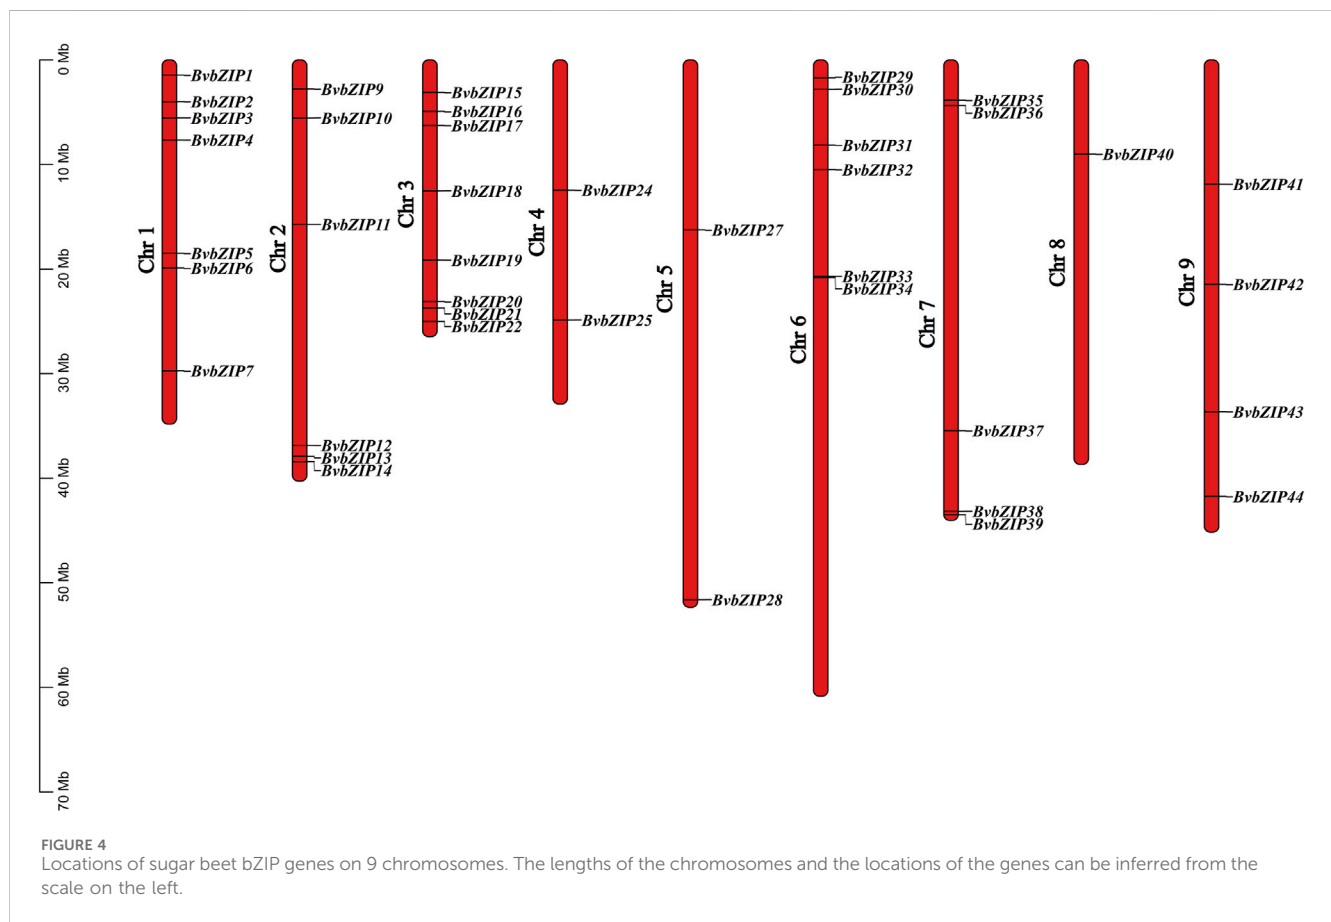 0 Mb
10 Mb
20 Mb
30 Mb
40 Mb
50 Mb
60 Mb
70 Mb
Chr 1
BvbZIP1
BvbZIP2
BvbZIP3
BvbZIP4
BvbZIP5
BvbZIP6
BvbZIP7
Chr 2
BvbZIP9
BvbZIP10
BvbZIP11
BvbZIP12
BvbZIP13
BvbZIP14
Chr 3
BvbZIP15
BvbZIP16
BvbZIP17
BvbZIP18
BvbZIP19
BvbZIP20
BvbZIP21
BvbZIP22
Chr 4
BvbZIP24
BvbZIP25
Chr 5
BvbZIP27
BvbZIP28
Chr 6
BvbZIP29
BvbZIP30
BvbZIP31
BvbZIP32
BvbZIP33
BvbZIP34
Chr 7
BvbZIP35
BvbZIP36
BvbZIP37
BvbZIP38
BvbZIP39
Chr 8
BvbZIP40
Chr 9
BvbZIP41
BvbZIP42
BvbZIP43
BvbZIP44
FIGURE 4
Locations of sugar beet bZIP genes on 9 chromosomes. The lengths of the chromosomes and the locations of the genes can be inferred from the
scale on the left.